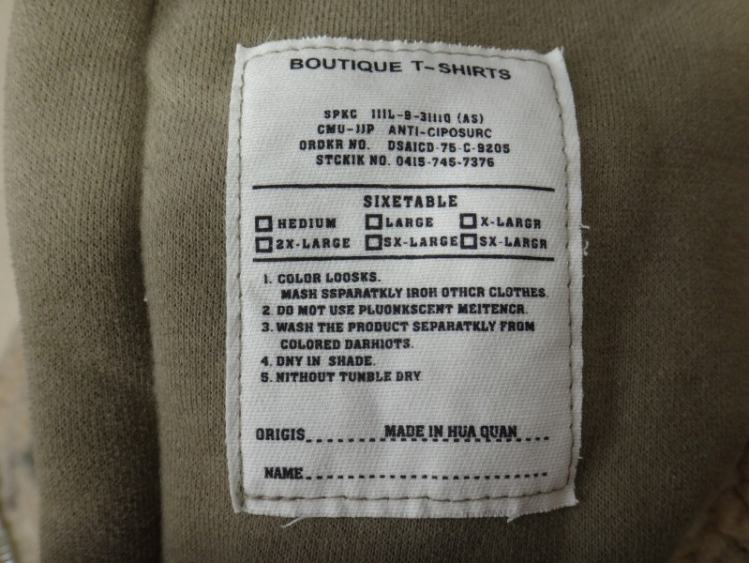 BOUTIQUE T-SHIRTS
SPKC IIIL-B-3IIIQ (AS)
CMU-JJP ANTI-CIPOSURC
ORDKR NO. DSAICD-75-C-9205
STCKIK NO. 0415-745-7376
SIXETABLE
HEDIUM LARGE X-LARGR
2X-LARGE SX-LARGE SX-LARGR
1. COLOR LOOSKS.
MASH SSPARATKLY IROH OTHCR CLOTHES.
2. DO MOT USE PLUONKSCENT MEITENCR.
3. WASH THE PRODUCT SEPARATKLY FROM
COLORED DARHIOTS.
4. DNY IN SHADE.
5. NITHOUT TUNBLE DRY
ORIGIS MADE IN HUA QUAN
NAME